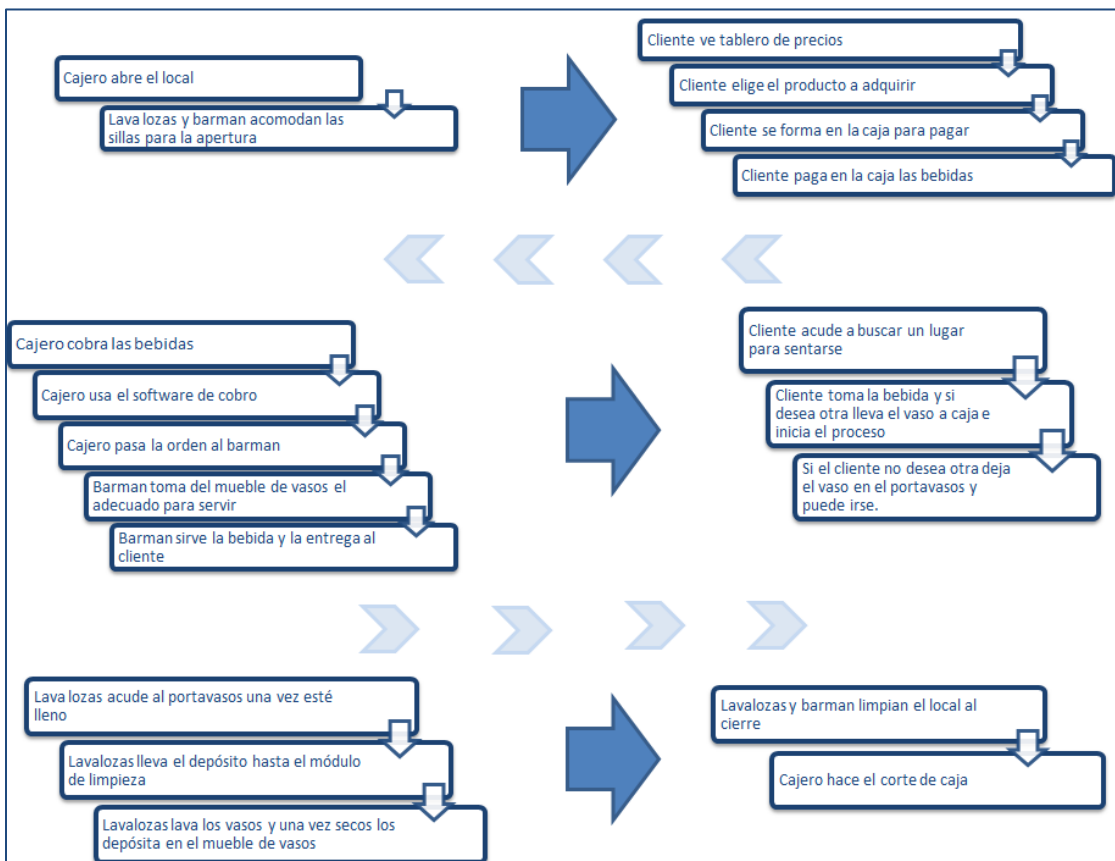 Cajero abre el local
Lava lozas y barman acomodan las
sillas para la apertura
Cliente ve tablero de precios
Cliente elige el producto a adquirir
Cliente se forma en la caja para pagar
Cliente paga en la caja las bebidas
Cajero cobra las bebidas
Cajero usa el software de cobro
Cajero pasa la orden al barman
Barman toma del mueble de vasos el
adecuado para servir
Barman sirve la bebida y la entrega al
cliente
Cliente acude a buscar un lugar
para sentarse
Cliente toma la bebida y si
desea otra lleva el vaso a caja e
inicia el proceso
Si el cliente no desea otra deja
el vaso en el portavasos y
puede irse.
Lava lozas acude al portavasos una vez esté
lleno
Lavalozas lleva el depósito hasta el módulo
de limpieza
Lavalozas lava los vasos y una vez secos los
depósita en el mueble de vasos
Lavalozas y barman limpian el local al
cierre
Cajero hace el corte de caja